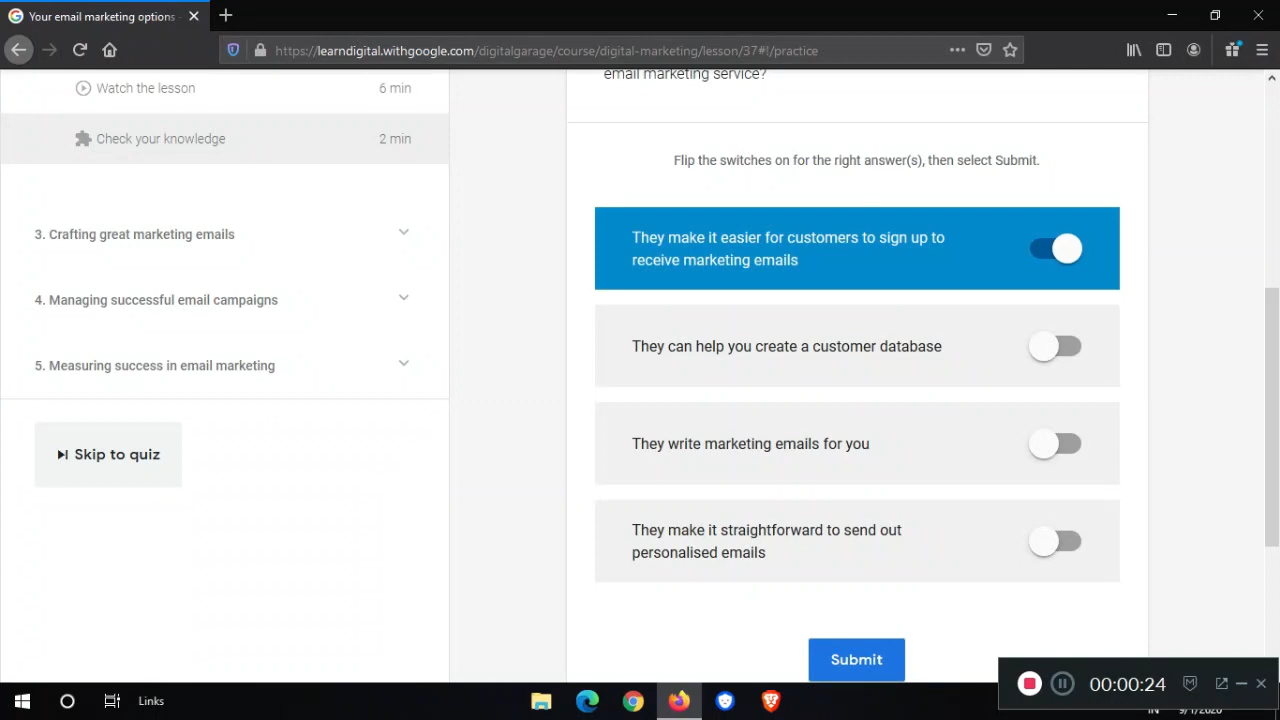 Your email marketing options
https://learndigital.withgoogle.com/digitalgarage/course/digital-marketing/lesson/37#!/practice
Watch the lesson 6 min
Check your knowledge 2 min
3. Crafting great marketing emails
4. Managing successful email campaigns
5. Measuring success in email marketing
Skip to quiz
email marketing service?
Flip the switches on for the right answer(s), then select Submit.
They make it easier for customers to sign up to
receive marketing emails
They can help you create a customer database
They write marketing emails for you
They make it straightforward to send out
personalised emails
Submit
00:00:24
Links
IN 9/1/2020